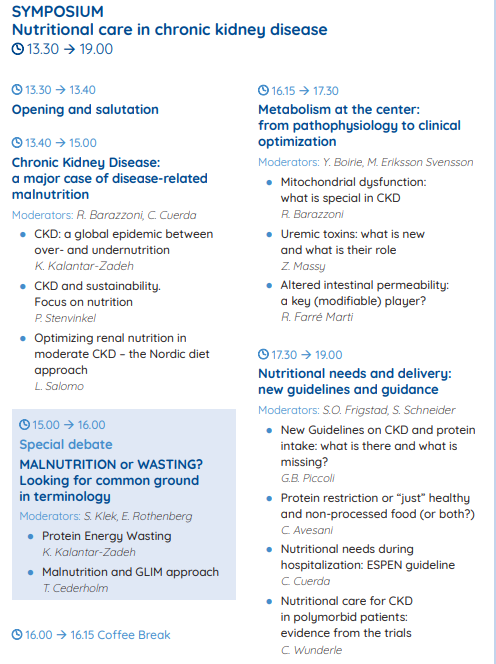 SYMPOSIUM
Nutritional care in chronic kidney disease
13.30 → 19.00
13.30 → 13.40
Opening and salutation
13.40 → 15.00
Chronic Kidney Disease:
a major case of disease-related
malnutrition
Moderators: R. Barazzoni, C. Cuerda
• CKD: a global epidemic between
over- and undernutrition
K. Kalantar-Zadeh
• CKD and sustainability.
Focus on nutrition
P. Stenvinkel
• Optimizing renal nutrition in
moderate CKD – the Nordic diet
approach
L. Salomo
15.00 → 16.00
Special debate
MALNUTRITION or WASTING?
Looking for common ground
in terminology
Moderators: S. Klek, E. Rothenberg
• Protein Energy Wasting
K. Kalantar-Zadeh
• Malnutrition and GLIM approach
T. Cederholm
16.00 → 16.15 Coffee Break
16.15 → 17.30
Metabolism at the center:
from pathophysiology to clinical
optimization
Moderators: Y. Boirie, M. Eriksson Svensson
• Mitochondrial dysfunction:
what is special in CKD
R. Barazzoni
• Uremic toxins: what is new
and what is their role
Z. Massy
• Altered intestinal permeability:
a key (modifiable) player?
R. Farré Marti
17.30 → 19.00
Nutritional needs and delivery:
new guidelines and guidance
Moderators: S.O. Frigstad, S. Schneider
• New Guidelines on CKD and protein
intake: what is there and what is
missing?
G.B. Piccoli
• Protein restriction or “just” healthy
and non-processed food (or both?)
C. Avesani
• Nutritional needs during
hospitalization: ESPEN guideline
C. Cuerda
• Nutritional care for CKD
in polymorbid patients:
evidence from the trials
C. Wunderle